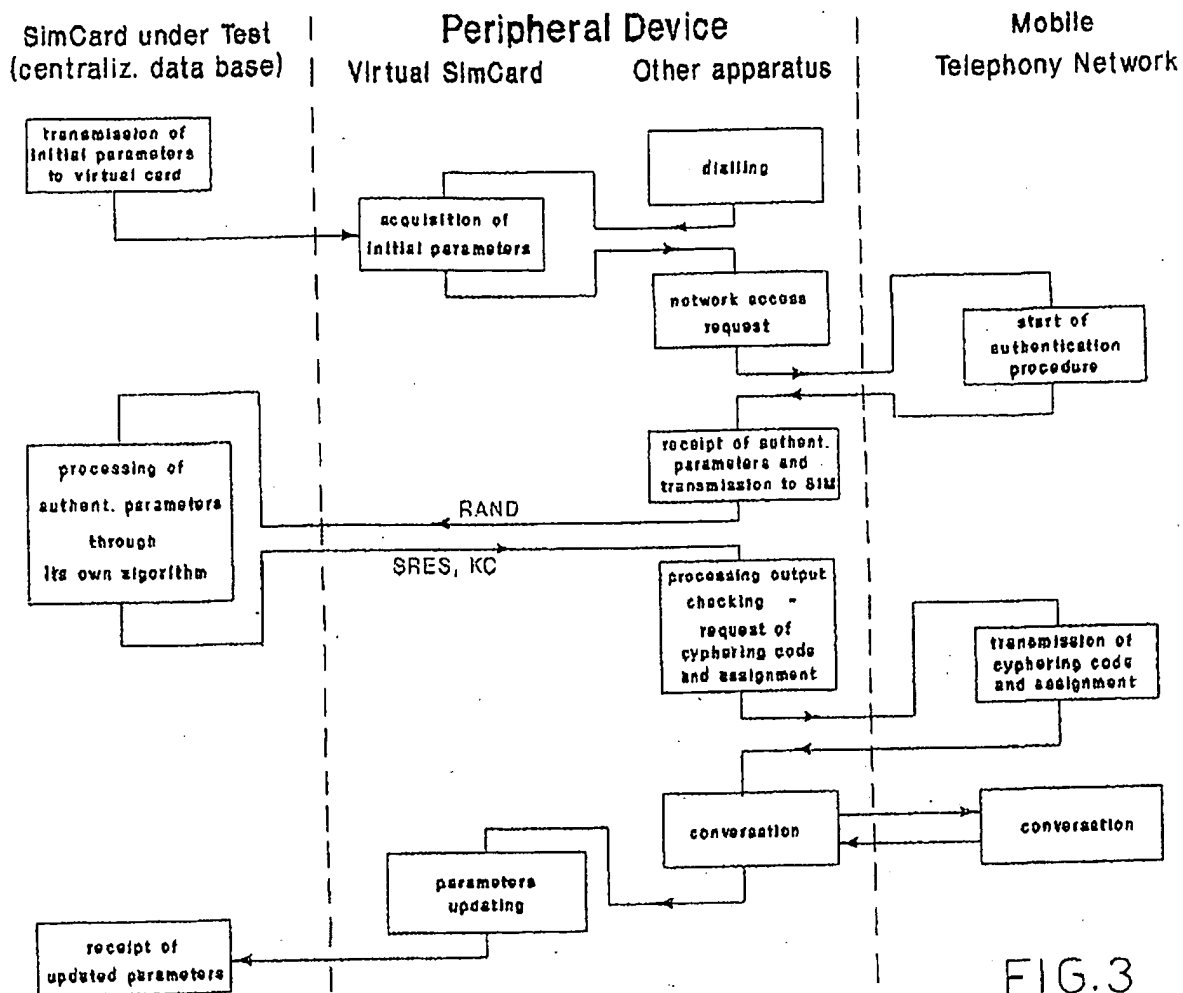 SimCard under Test
(centraliz. data base)
Peripheral Device
Virtual SimCard
Other apparatus
Mobile
Telephony Network
transmission of
initial parameters
to virtual card
dialling
acquisition of
initial parameters
network access
request
start of
authentication
procedure
receipt of authent.
parameters and
transmission to SIM
processing of
authent. parameters
through
its own algorithm
RAND
SRES, KC
processing output
checking -
request of
cyphering code
and assignment
transmission of
cyphering code
and assignment
conversation
conversation
parameters
updating
receipt of
updated parameters
FIG.3